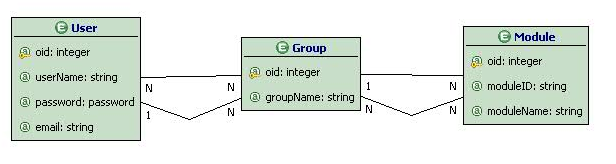 User
oid: integer
userName: string
password: password
email: string
N
N
1
N
Group
oid: integer
groupName: string
1
N
N
N
Module
oid: integer
moduleID: string
moduleName: string